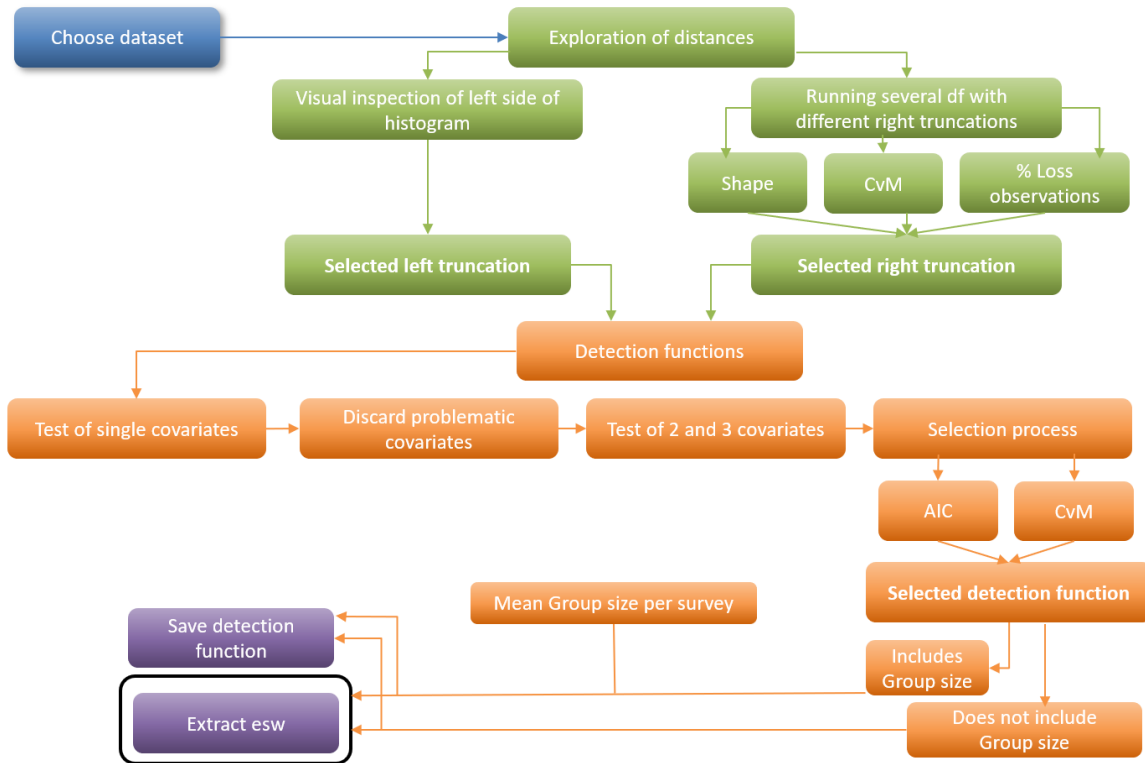 Choose dataset
Exploration of distances
Visual inspection of left side of
histogram
Running several df with
different right truncations
Shape
CvM
% Loss
observations
Selected left truncation
Selected right truncation
Detection functions
Test of single covariates
Discard problematic
covariates
Test of 2 and 3 covariates
Selection process
AIC
CvM
Selected detection function
Mean Group size per survey
Save detection
function
Includes
Group size
Extract esw
Does not include
Group size